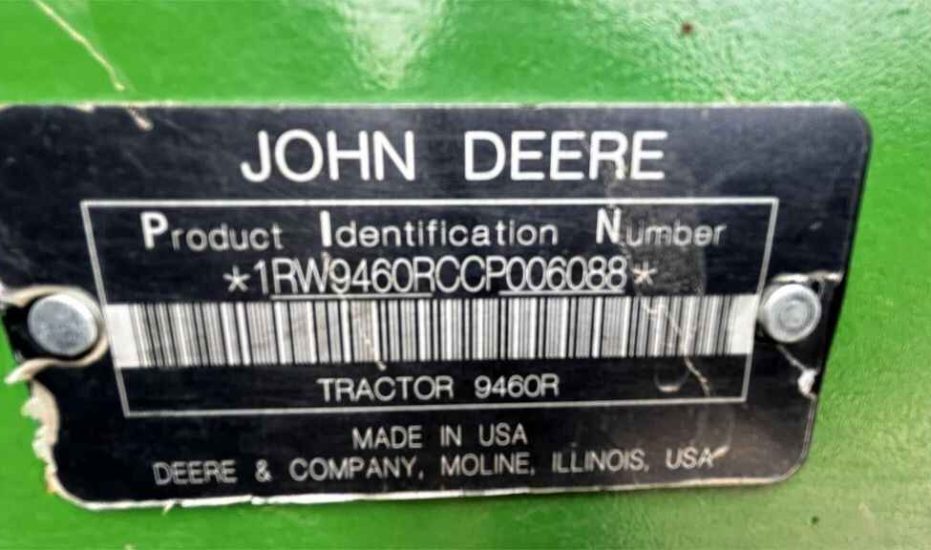 JOHN DEERE
Product Identification Number
*1RW9460RCCP006088*
TRACTOR 9460R
MADE IN USA
DEERE & COMPANY, MOLINE, ILLINOIS, USA